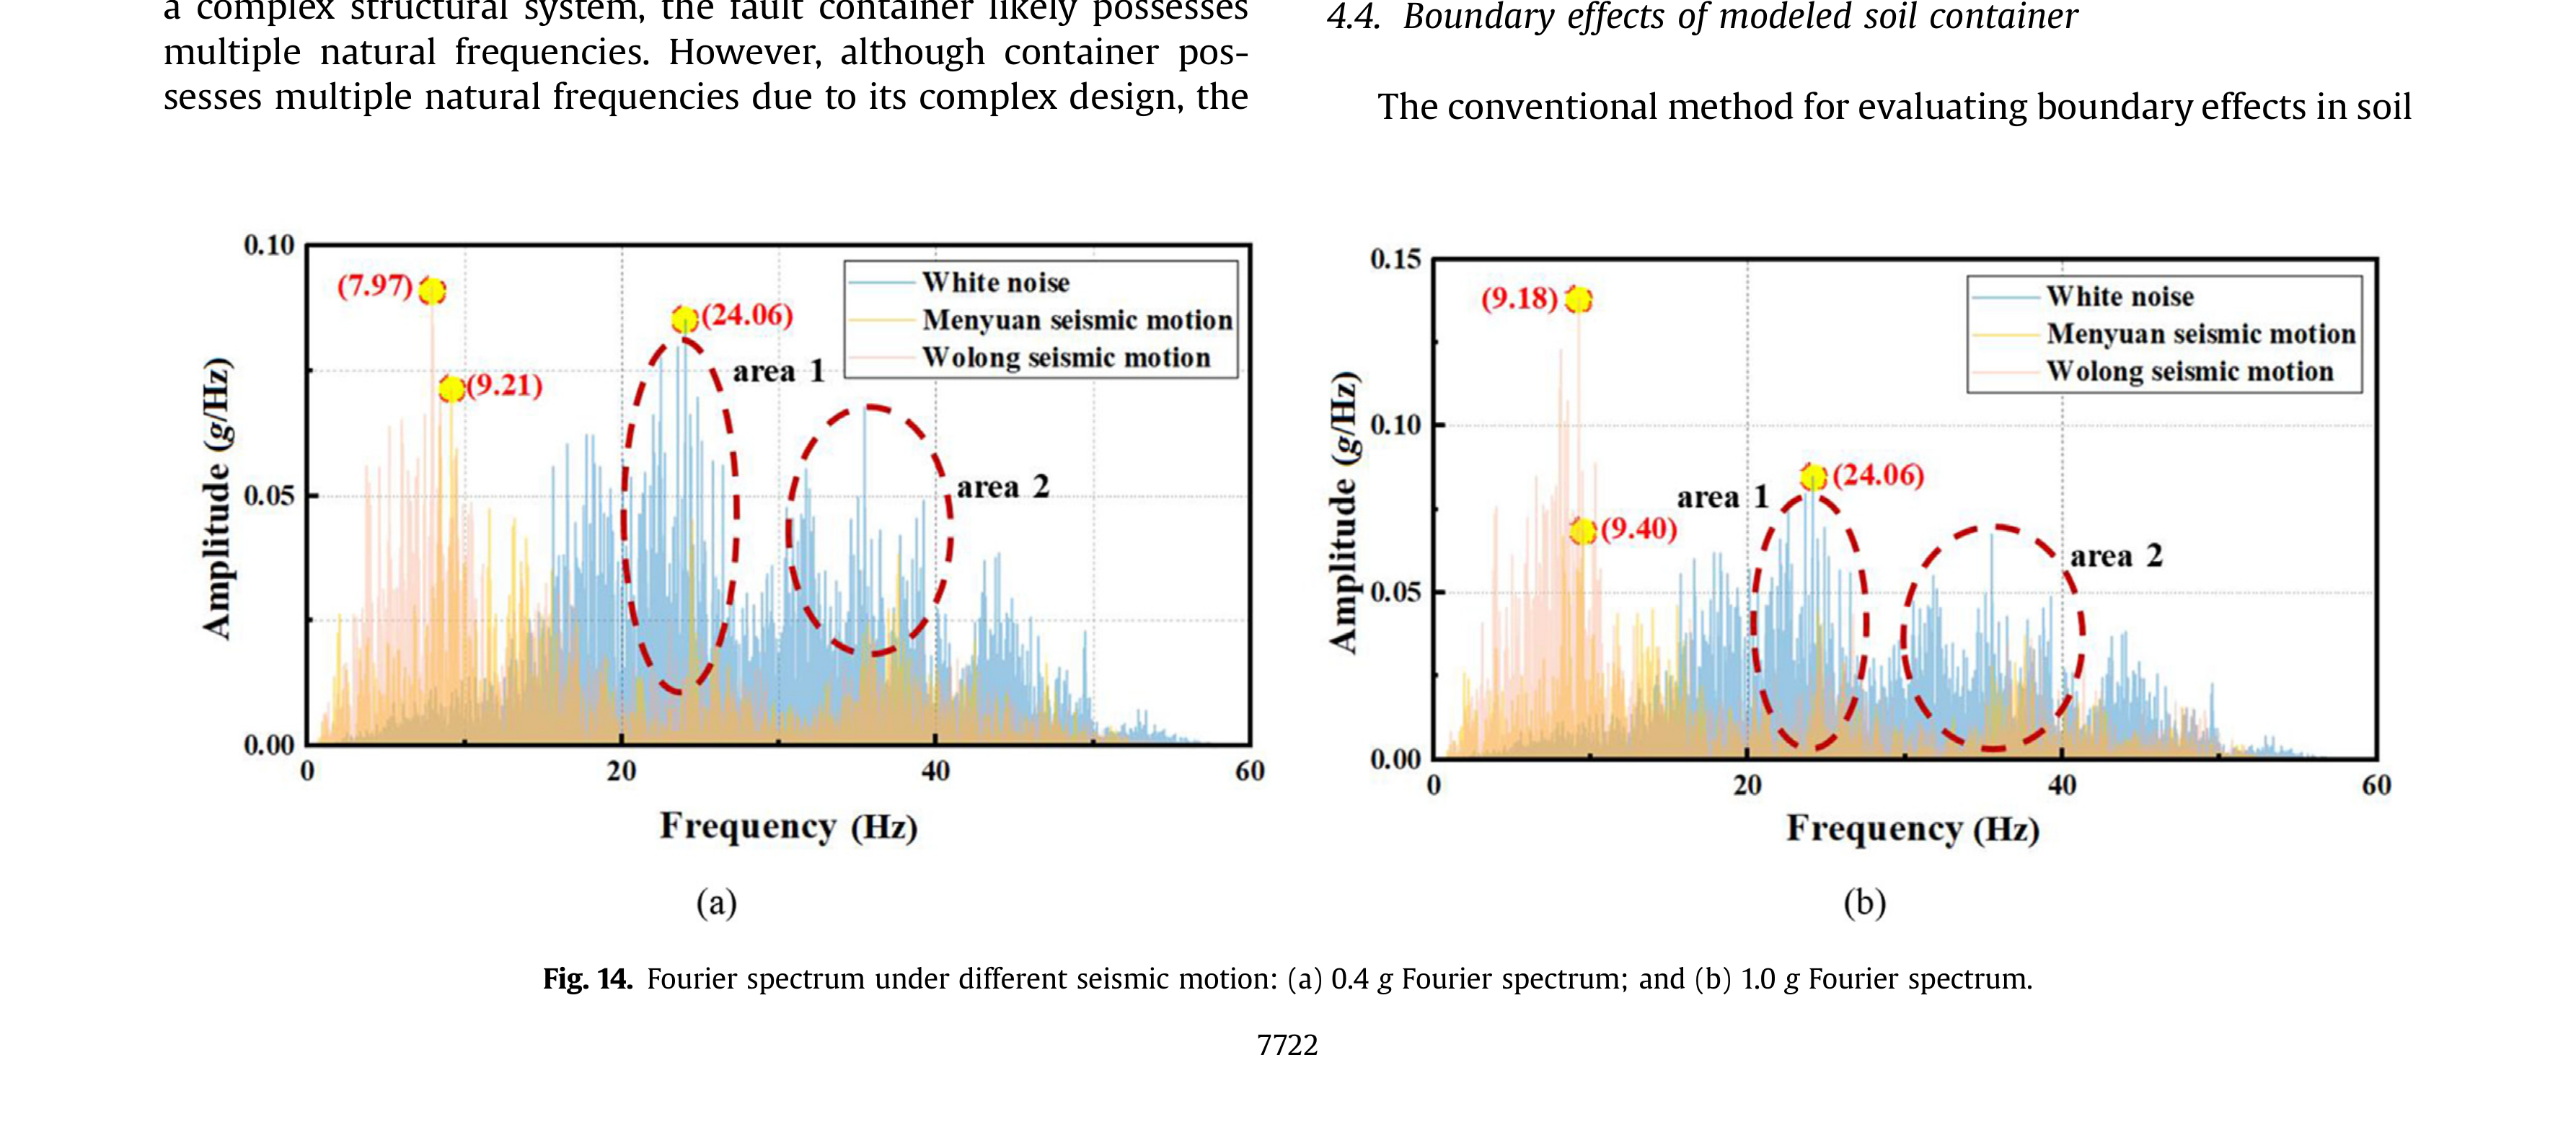 a complex structural system, the fault container likely possesses
multiple natural frequencies. However, although container pos-
sesses multiple natural frequencies due to its complex design, the
4.4. Boundary effects of modeled soil container
The conventional method for evaluating boundary effects in soil
0.10
0.05
0.00
Amplitude (g/Hz)
(7.97)
(9.21)
(24.06)
area 1
area 2
White noise
Menyuan seismic motion
Wolong seismic motion
0
20
40
60
Frequency (Hz)
(a)
0.15
0.10
0.05
0.00
Amplitude (g/Hz)
(9.18)
(9.40)
(24.06)
area 1
area 2
White noise
Menyuan seismic motion
Wolong seismic motion
0
20
40
60
Frequency (Hz)
(b)
Fig. 14. Fourier spectrum under different seismic motion: (a) 0.4 g Fourier spectrum; and (b) 1.0 g Fourier spectrum.
7722